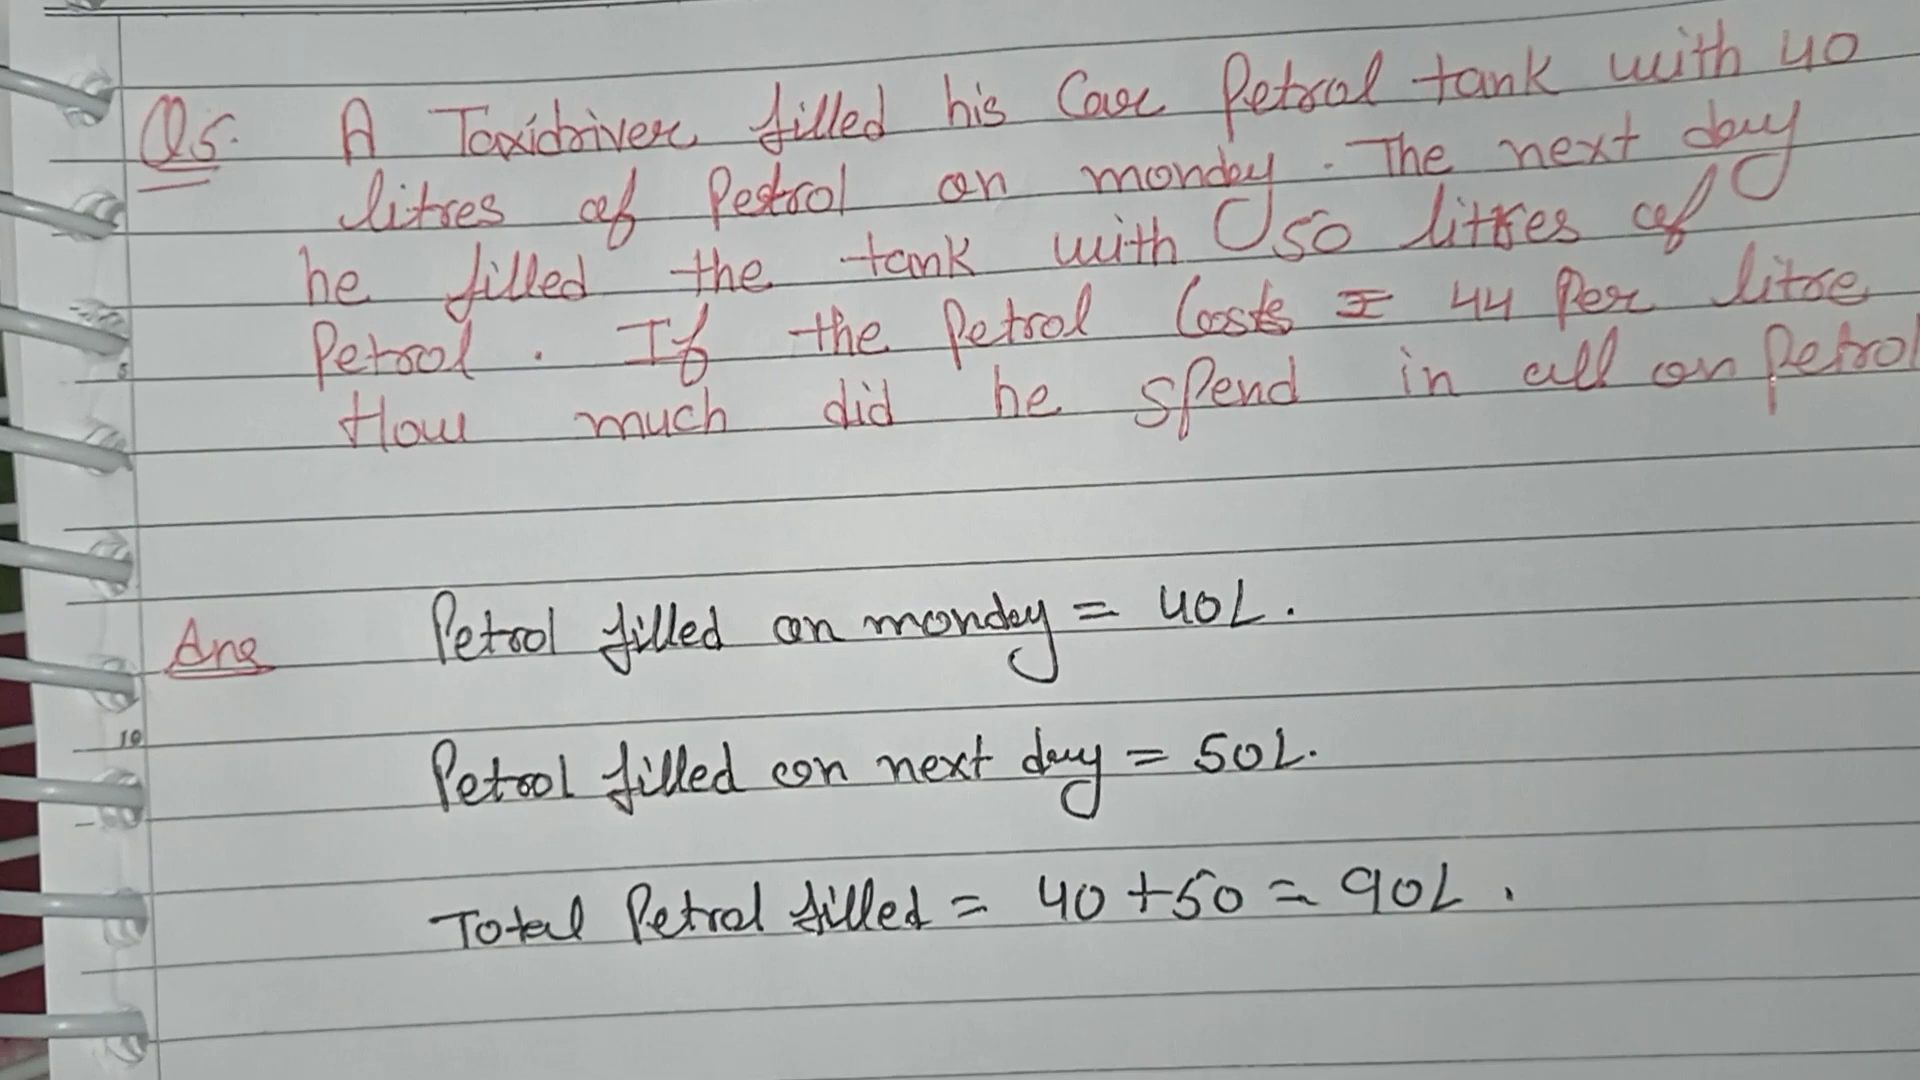 Q5. A Taxidriver filled his Car Petrol tank with 40
litres of Petrol on monday. The next day
he filled the tank with 50 litres of
Petrol. If the Petrol Costs ₹ 44 Per litre
How much did he spend in all on Petrol
Ans Petrol filled on monday = 40L.
Petrol filled on next day = 50L.
10
Total Petrol filled = 40 + 50 = 90L.